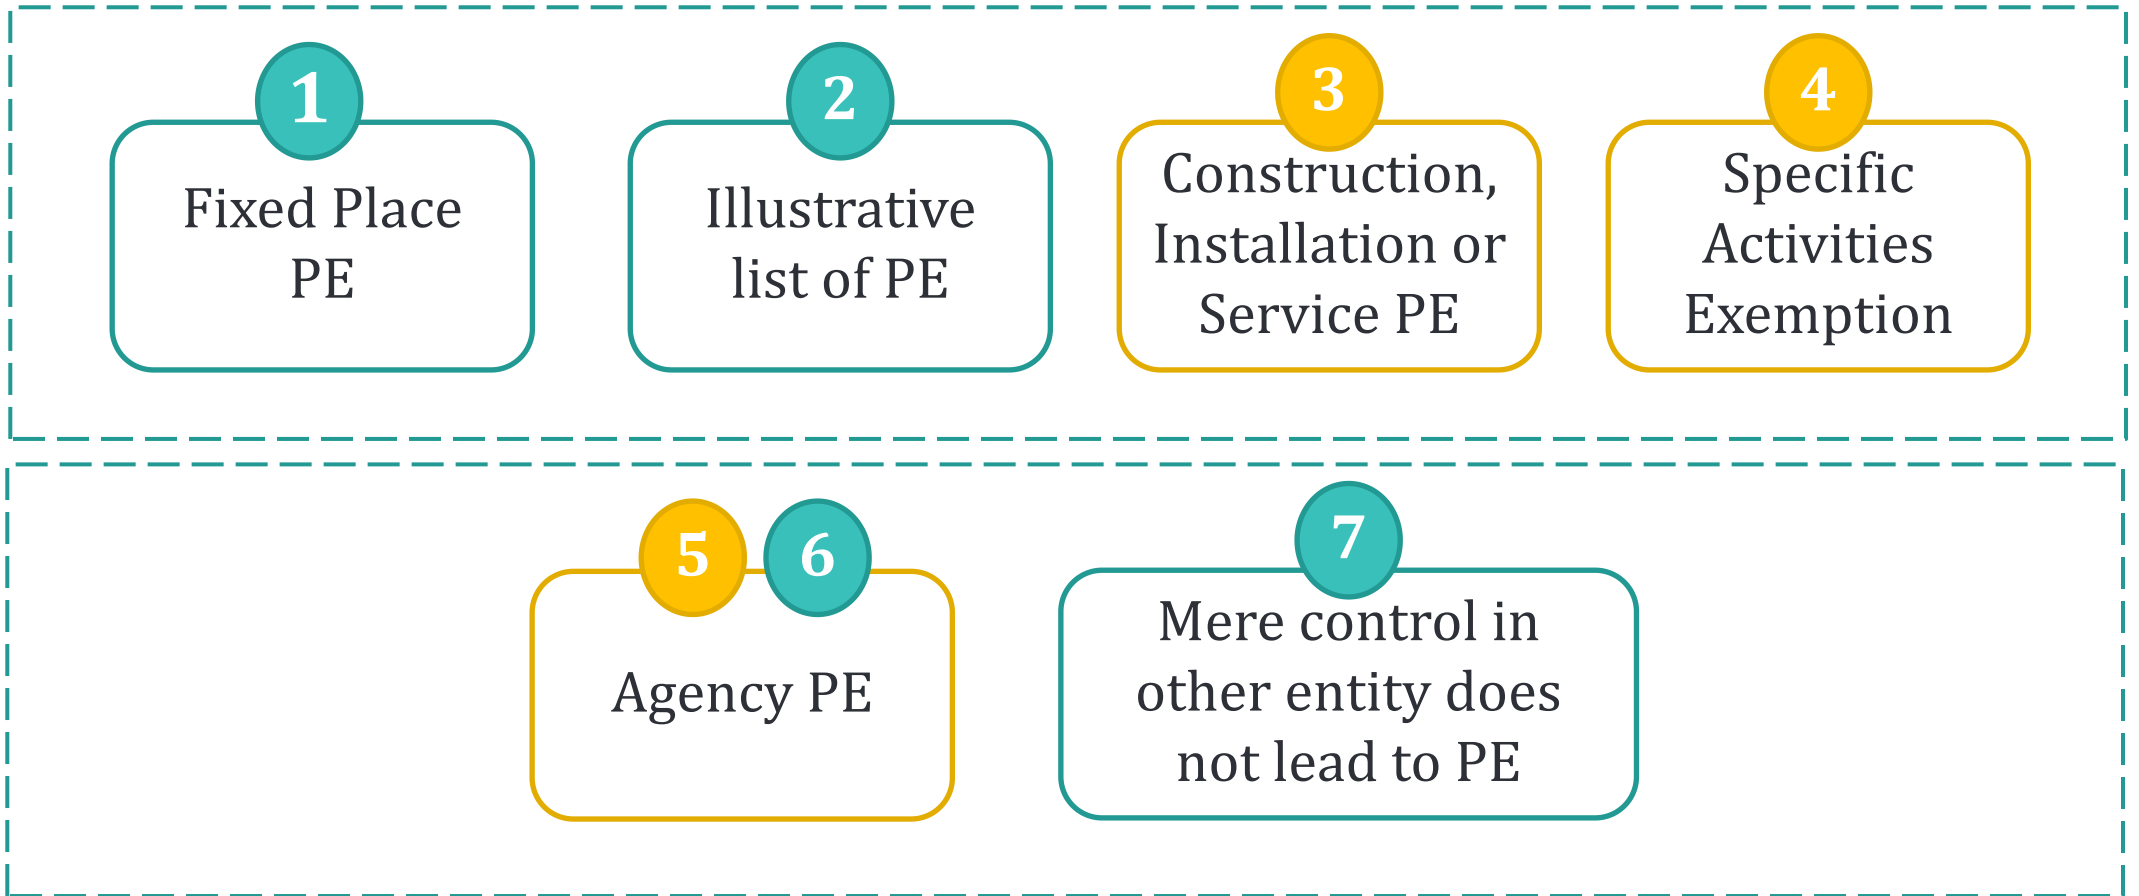 1
Fixed Place
PE
2
Illustrative
list of PE
3
Construction,
Installation or
Service PE
4
Specific
Activities
Exemption
5
6
Agency PE
7
Mere control in
other entity does
not lead to PE